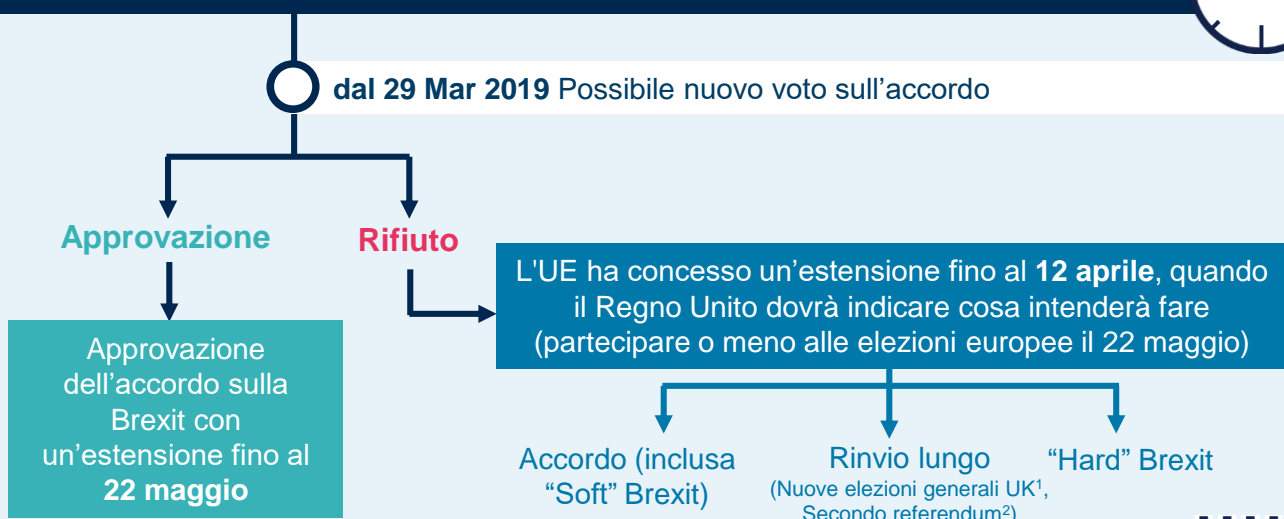 dal 29 Mar 2019 Possibile nuovo voto sull’accordo
Approvazione
Rifiuto
L'UE ha concesso un’estensione fino al 12 aprile, quando
il Regno Unito dovrà indicare cosa intenderà fare
(partecipare o meno alle elezioni europee il 22 maggio)
Approvazione
dell’accordo sulla
Brexit con
un’estensione fino al
22 maggio
Accordo (inclusa
“Soft” Brexit)
Rinvio lungo
(Nuove elezioni generali UK¹,
Secondo referendum²)
“Hard” Brexit